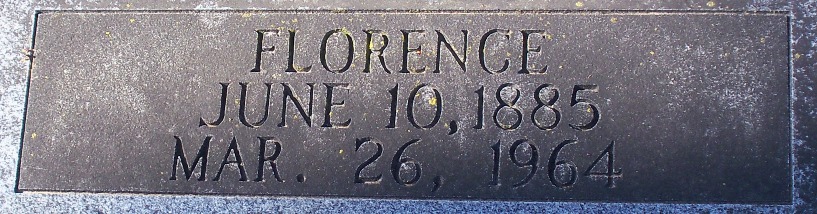 FLORENCE
JUNE 10, 1885
MAR. 26, 1964